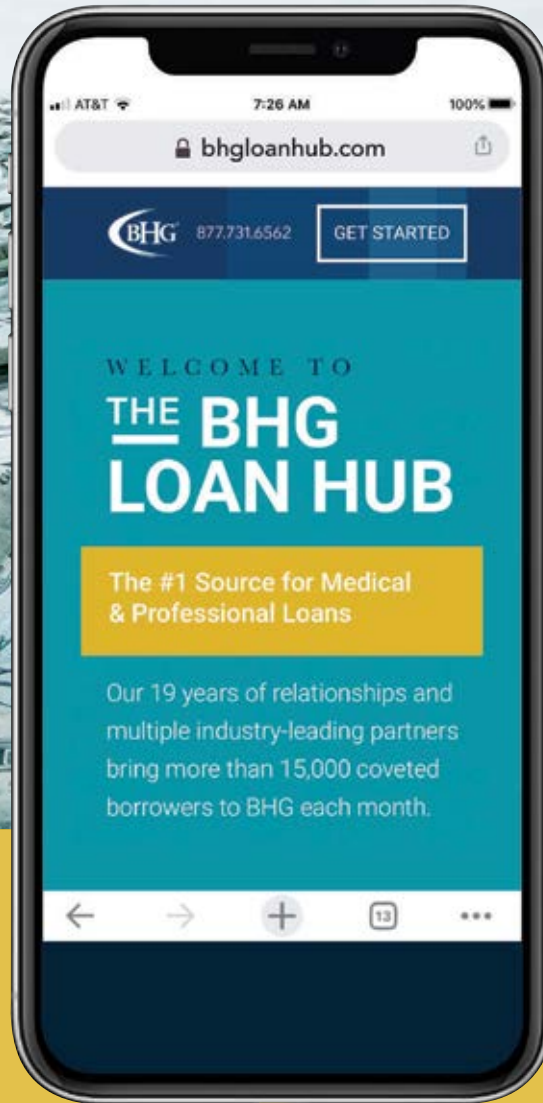 AT&T 7:26 AM 100%
bhgloanhub.com
BHG 877.731.6562 GET STARTED
WELCOME TO
THE BHG
LOAN HUB
The #1 Source for Medical
& Professional Loans
Our 19 years of relationships and
multiple industry-leading partners
bring more than 15,000 coveted
borrowers to BHG each month.
13